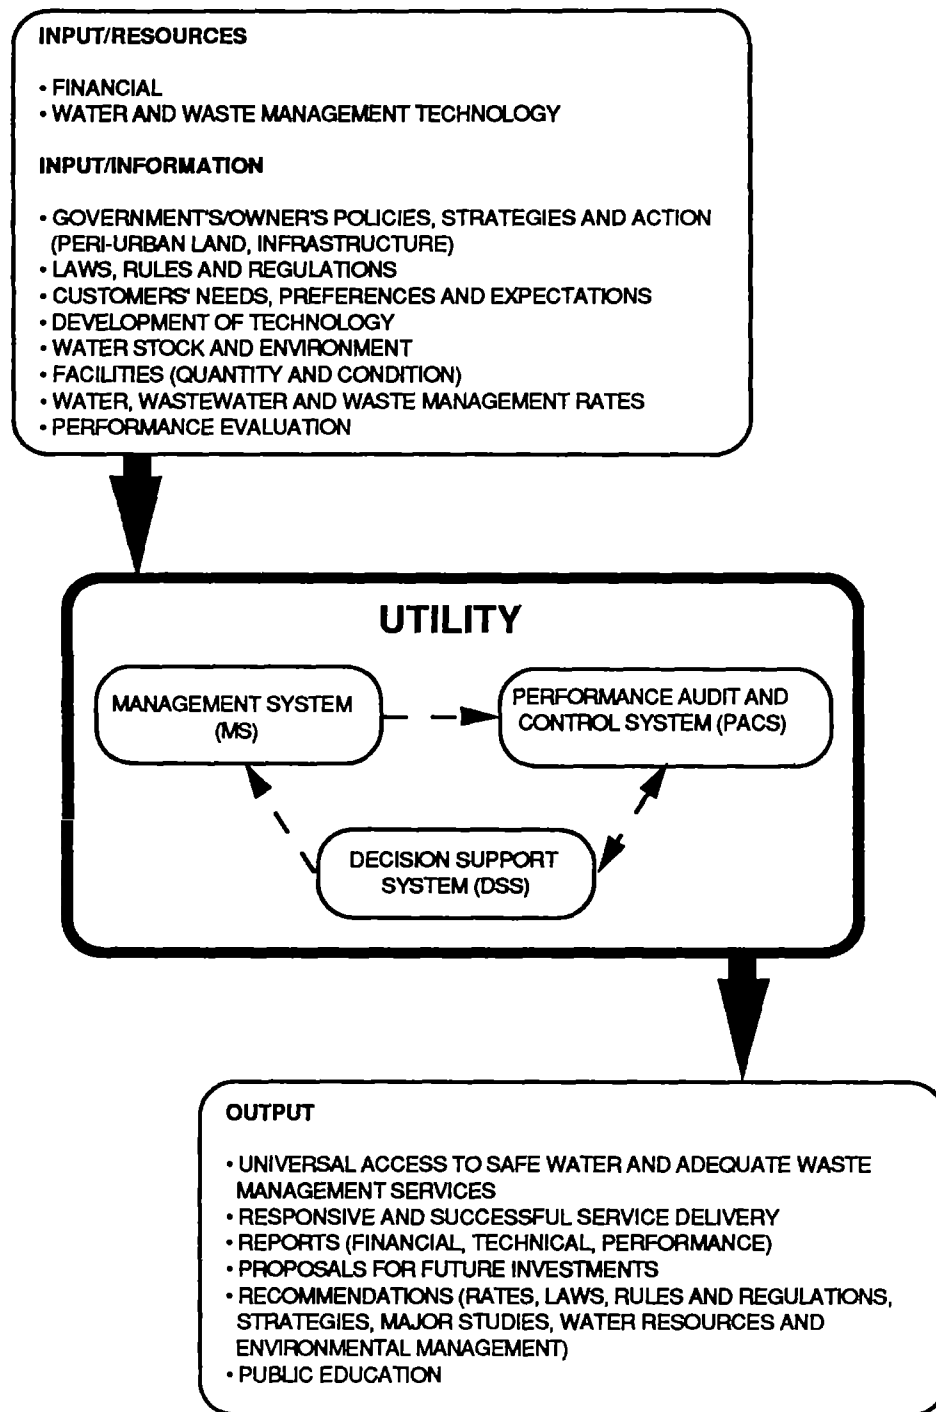 INPUT/RESOURCES
• FINANCIAL
• WATER AND WASTE MANAGEMENT TECHNOLOGY
INPUT/INFORMATION
• GOVERNMENT'S/OWNER'S POLICIES, STRATEGIES AND ACTION
(PERI-URBAN LAND, INFRASTRUCTURE)
• LAWS, RULES AND REGULATIONS
• CUSTOMERS' NEEDS, PREFERENCES AND EXPECTATIONS
• DEVELOPMENT OF TECHNOLOGY
• WATER STOCK AND ENVIRONMENT
• FACILITIES (QUANTITY AND CONDITION)
• WATER, WASTEWATER AND WASTE MANAGEMENT RATES
• PERFORMANCE EVALUATION
UTILITY
MANAGEMENT SYSTEM
(MS)
PERFORMANCE AUDIT AND
CONTROL SYSTEM (PACS)
DECISION SUPPORT
SYSTEM (DSS)
OUTPUT
• UNIVERSAL ACCESS TO SAFE WATER AND ADEQUATE WASTE
MANAGEMENT SERVICES
• RESPONSIVE AND SUCCESSFUL SERVICE DELIVERY
• REPORTS (FINANCIAL, TECHNICAL, PERFORMANCE)
• PROPOSALS FOR FUTURE INVESTMENTS
• RECOMMENDATIONS (RATES, LAWS, RULES AND REGULATIONS,
STRATEGIES, MAJOR STUDIES, WATER RESOURCES AND
ENVIRONMENTAL MANAGEMENT)
• PUBLIC EDUCATION